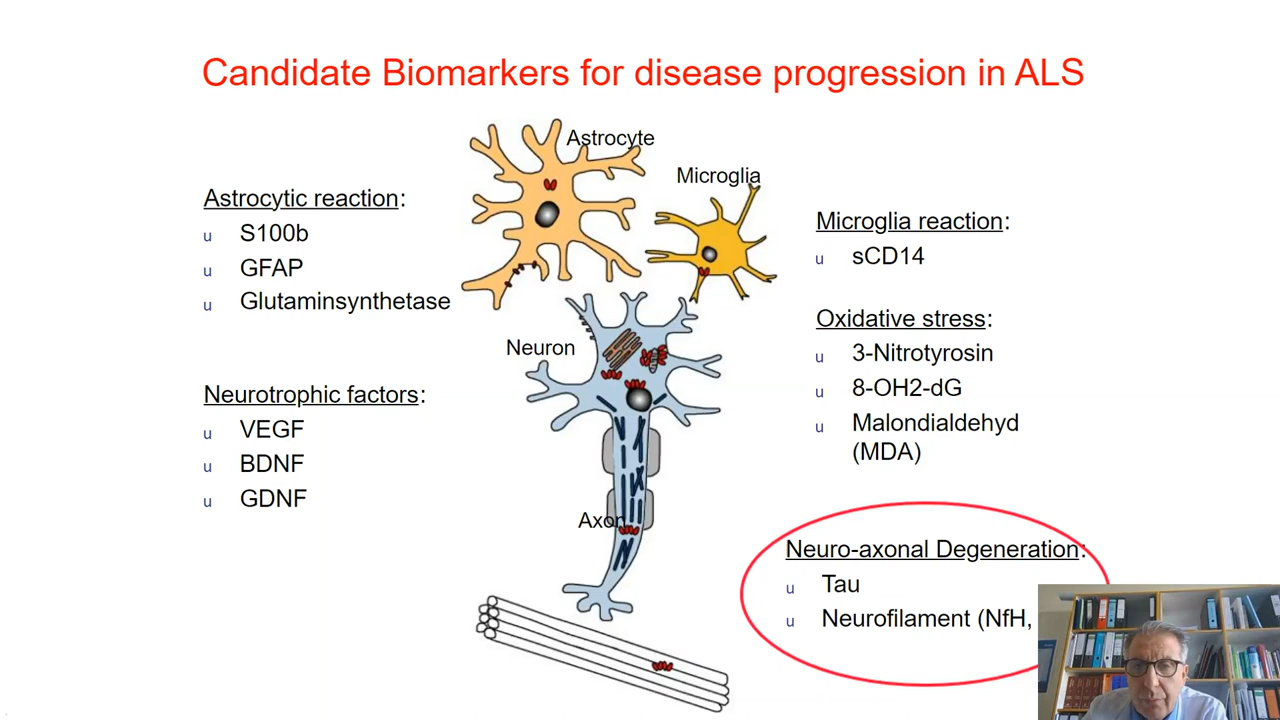 Candidate Biomarkers for disease progression in ALS
Astrocyte
Microglia
Astrocytic reaction:
u S100b
u GFAP
u Glutaminsynthetase
Neuron
Neurotrophic factors:
u VEGF
u BDNF
u GDNF
Axon
Microglia reaction:
u sCD14
Oxidative stress:
u 3-Nitrotyrosin
u 8-OH2-dG
u Malondialdehyd
(MDA)
Neuro-axonal Degeneration:
u Tau
u Neurofilament (NfH,